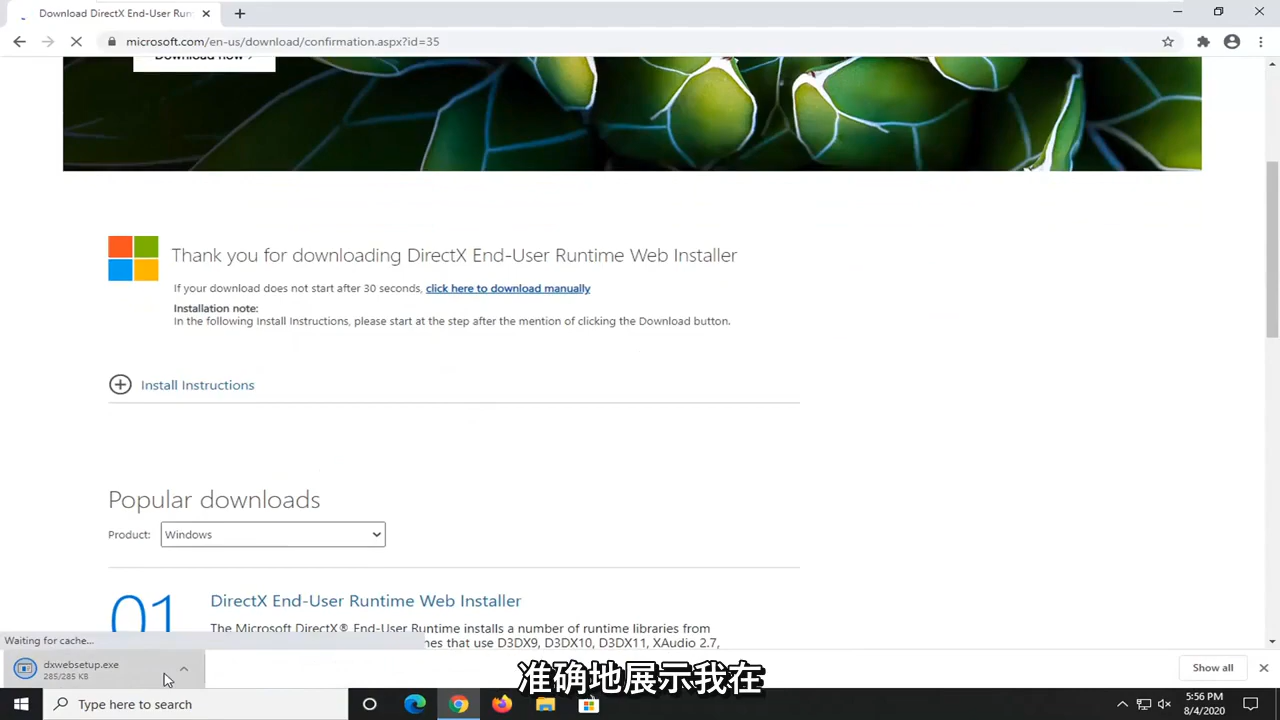 Download DirectX End-User Run
microsoft.com/en-us/download/confirmation.aspx?id=35
Download now >
Thank you for downloading DirectX End-User Runtime Web Installer
If your download does not start after 30 seconds, click here to download manually
Installation note:
In the following Install Instructions, please start at the step after the mention of clicking the Download button.
Install Instructions
Popular downloads
Product: Windows
01
DirectX End-User Runtime Web Installer
The Microsoft DirectX® End-User Runtime installs a number of runtime libraries from
nes that use D3DX9, D3DX10, D3DX11, XAudio 2.7,
Waiting for cache...
dxwebsetup.exe
285/285 KB
准确地展示我在
Show all
Type here to search
5:56 PM
8/4/2020